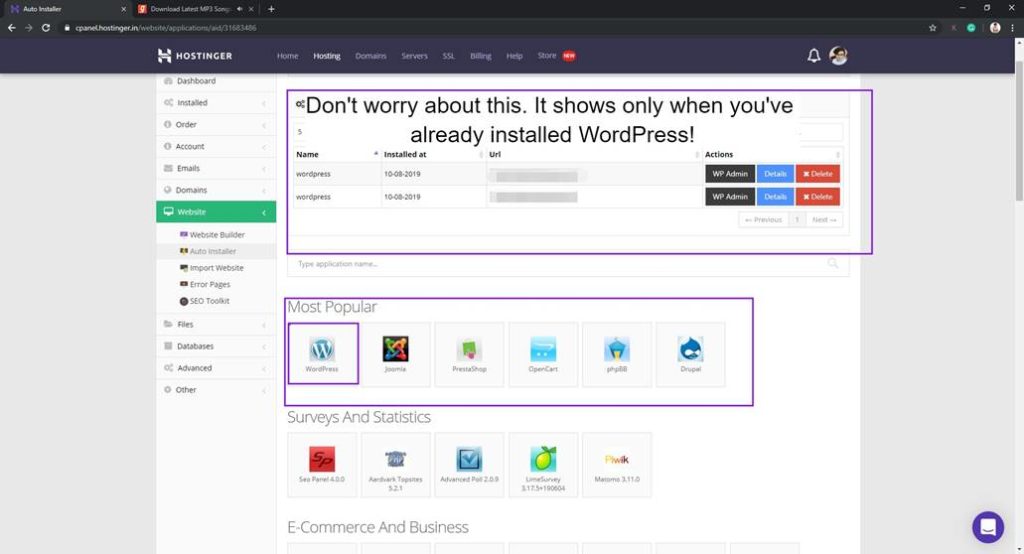 Auto Installer
Download Latest MP3 Song
cpanel.hostinger.in/website/applications/aid/31683486
HOSTINGER
Home Hosting Domains Servers SSL Billing Help Store NEW
Dashboard
Installed
Order
Account
Emails
Domains
Website
Website Builder
Auto Installer
Import Website
Error Pages
SEO Toolkit
Files
Databases
Advanced
Other
Don't worry about this. It shows only when you've
already installed WordPress!
5
Name Installed at Url Actions
wordpress 10-08-2019 WP Admin Details Delete
wordpress 10-08-2019 WP Admin Details Delete
← Previous 1 Next →
Type application name...
Most Popular
WordPress Joomla PrestaShop OpenCart phpBB Drupal
Surveys And Statistics
SP PHP Piwik
Seo Panel 4.0.0 Aardvark Topsites Advanced Poll 2.0.9 LimeSurvey Matomo 3.11.0
5.2.1 3.17.5+190604
E-Commerce And Business